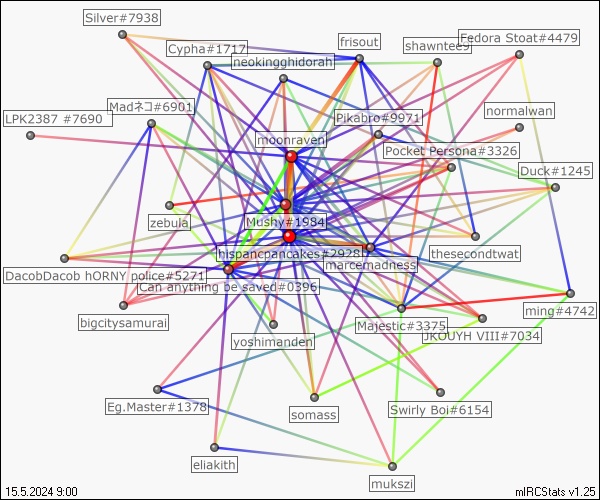 Silver#7938
frisout
Fedora Stoat#4479
shawntee9
Cypha#1717
neokingghidorah
Madネコ#6901
normalwan
LPK2387 #7690
Pikabro#9971
moonraven
Pocket Persona#3326
Duck#1245
zebula
Mushy#1984
hispancpancakes#2928
thesecondtwat
marcemadness
DacobDacob hORNY police#5271
Can anything be saved#0396
ming#4742
bigcitysamurai
Majestic#3375
JKOUYH VIII#7034
yoshimanden
Eg.Master#1378
somass
Swirly Boi#6154
eliakith
mukszi
15.5.2024 9:00
mIRCStats v1.25